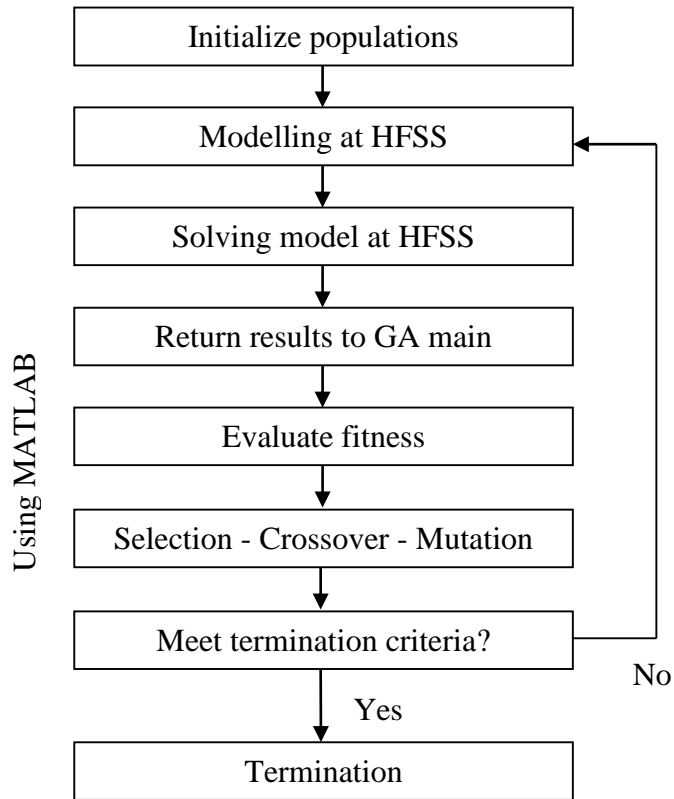 Initialize populations
Modelling at HFSS
Solving model at HFSS
Return results to GA main
Evaluate fitness
Selection - Crossover - Mutation
Meet termination criteria?
No
Yes
Termination
Using MATLAB